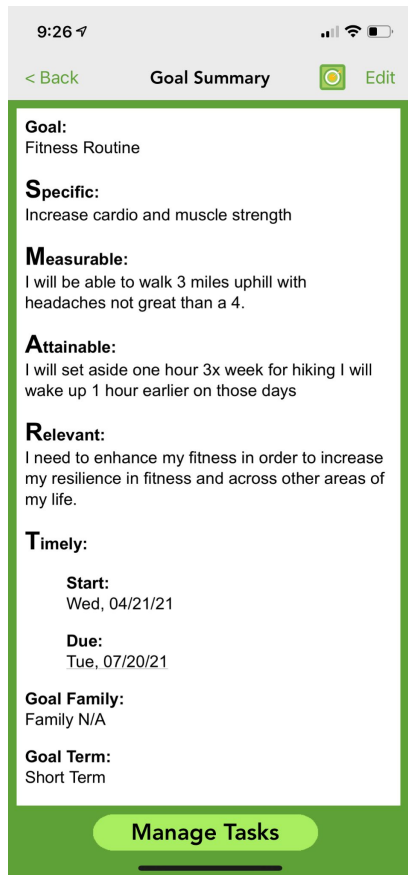 9:26
< Back Goal Summary Edit
Goal:
Fitness Routine
Specific:
Increase cardio and muscle strength
Measurable:
I will be able to walk 3 miles uphill with
headaches not great than a 4.
Attainable:
I will set aside one hour 3x week for hiking I will
wake up 1 hour earlier on those days
Relevant:
I need to enhance my fitness in order to increase
my resilience in fitness and across other areas of
my life.
Timely:
Start:
Wed, 04/21/21
Due:
Tue, 07/20/21
Goal Family:
Family N/A
Goal Term:
Short Term
Manage Tasks